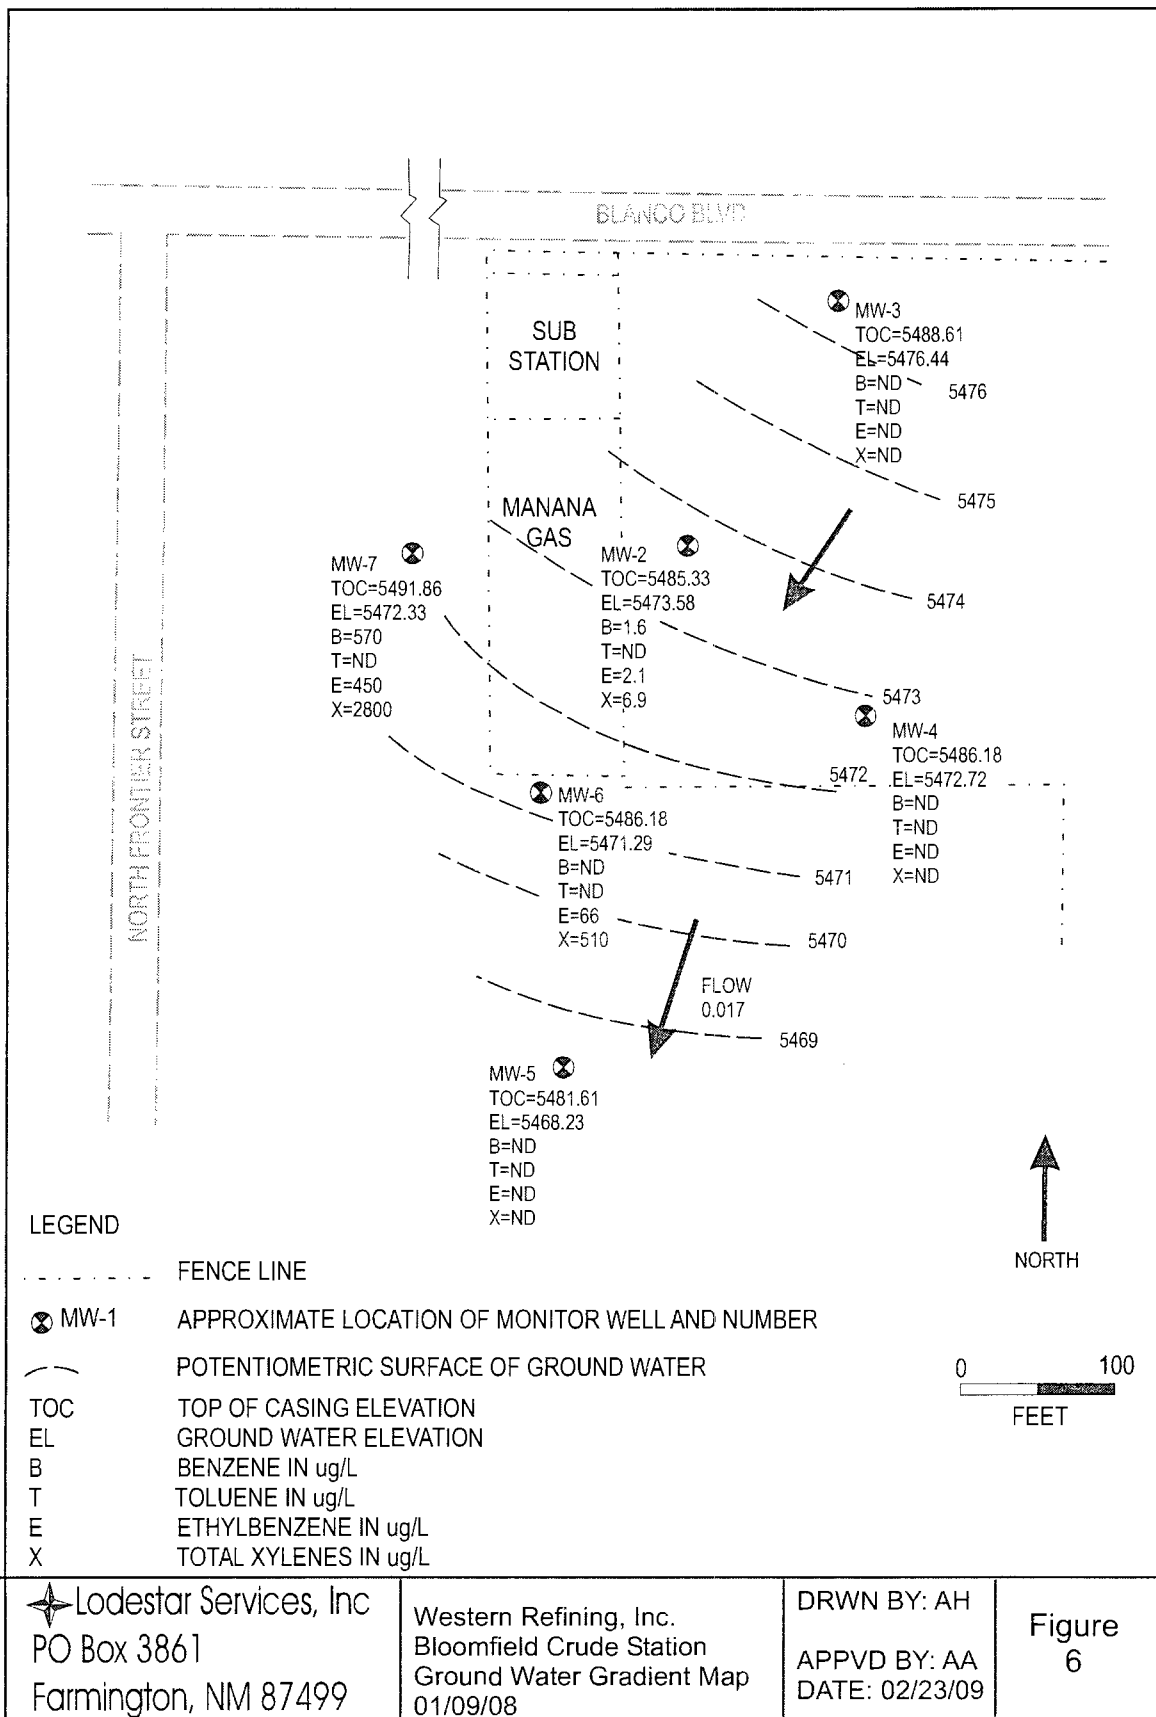 BLANCO BLVD
NORTH FRONTIER STREET
SUB
STATION
MANANA
GAS
MW-3
TOC=5488.61
EL=5476.44
B=ND
T=ND
E=ND
X=ND
5476
5475
5474
5473
5472
5471
5470
5469
MW-7
TOC=5491.86
EL=5472.33
B=570
T=ND
E=450
X=2800
MW-2
TOC=5485.33
EL=5473.58
B=1.6
T=ND
E=2.1
X=6.9
MW-4
TOC=5486.18
EL=5472.72
B=ND
T=ND
E=ND
X=ND
MW-6
TOC=5486.18
EL=5471.29
B=ND
T=ND
E=66
X=510
FLOW
0.017
MW-5
TOC=5481.61
EL=5468.23
B=ND
T=ND
E=ND
X=ND
NORTH
LEGEND
FENCE LINE
MW-1 APPROXIMATE LOCATION OF MONITOR WELL AND NUMBER
POTENTIOMETRIC SURFACE OF GROUND WATER
TOC TOP OF CASING ELEVATION
EL GROUND WATER ELEVATION
B BENZENE IN ug/L
T TOLUENE IN ug/L
E ETHYLBENZENE IN ug/L
X TOTAL XYLENES IN ug/L
0 100
FEET
Lodestar Services, Inc
PO Box 3861
Farmington, NM 87499
Western Refining, Inc.
Bloomfield Crude Station
Ground Water Gradient Map
01/09/08
DRWN BY: AH
APPVD BY: AA
DATE: 02/23/09
Figure
6